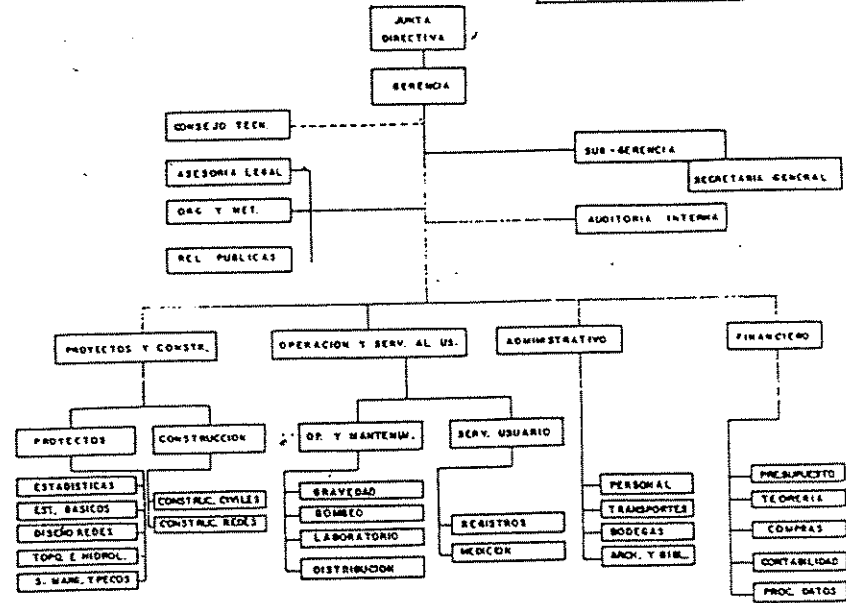 JUNTA
DIRECTIVA
GERENCIA
CONSEJO TECN.
SUB-GERENCIA
ASESORIA LEGAL
SECRETARIA GENERAL
ORG. Y MET.
AUDITORIA INTERNA
REL. PUBLICAS
PROYECTOS Y CONSTR.
OPERACION Y SERV. AL US.
ADMINISTRATIVO
FINANCIERO
PROYECTOS
CONSTRUCCION
OP. Y MANTENIM.
SERV. USUARIO
ESTADISTICAS
EST. BASICOS
DISEÑO REDES
TOPO. E HIDROL.
CONSTRUC. CIVILES
CONSTRUC. REDES
GRAVEDAD
BOMBEO
LABORATORIO
DISTRIBUCION
REGISTROS
MEDICION
PERSONAL
TRANSPORTES
BODEGAS
ARCH. Y BIBL.
PRESUPUESTO
TEORERIA
COMPRAS
CONTABILIDAD
PROC. DATOS